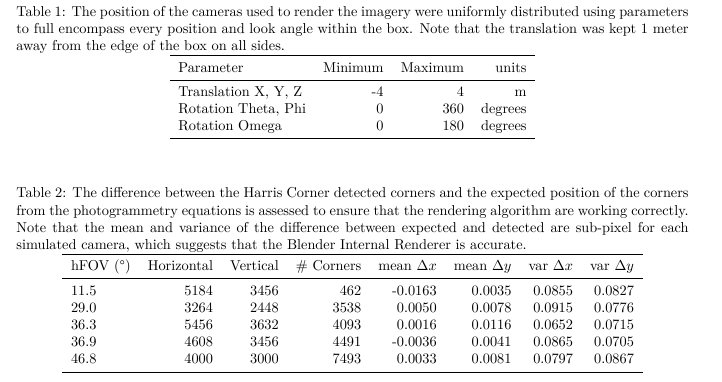 Table 1: The position of the cameras used to render the imagery were uniformly distributed using parameters
to full encompass every position and look angle within the box. Note that the translation was kept 1 meter
away from the edge of the box on all sides.
Parameter Minimum Maximum units
Translation X, Y, Z -4 4 m
Rotation Theta, Phi 0 360 degrees
Rotation Omega 0 180 degrees
Table 2: The difference between the Harris Corner detected corners and the expected position of the corners
from the photogrammetry equations is assessed to ensure that the rendering algorithm are working correctly.
Note that the mean and variance of the difference between expected and detected are sub-pixel for each
simulated camera, which suggests that the Blender Internal Renderer is accurate.
hFOV (°) Horizontal Vertical # Corners mean Δx mean Δy var Δx var Δy
11.5 5184 3456 462 -0.0163 0.0035 0.0855 0.0827
29.0 3264 2448 3538 0.0050 0.0078 0.0915 0.0776
36.3 5456 3632 4093 0.0016 0.0116 0.0652 0.0715
36.9 4608 3456 4491 -0.0036 0.0041 0.0865 0.0705
46.8 4000 3000 7493 0.0033 0.0081 0.0797 0.0867